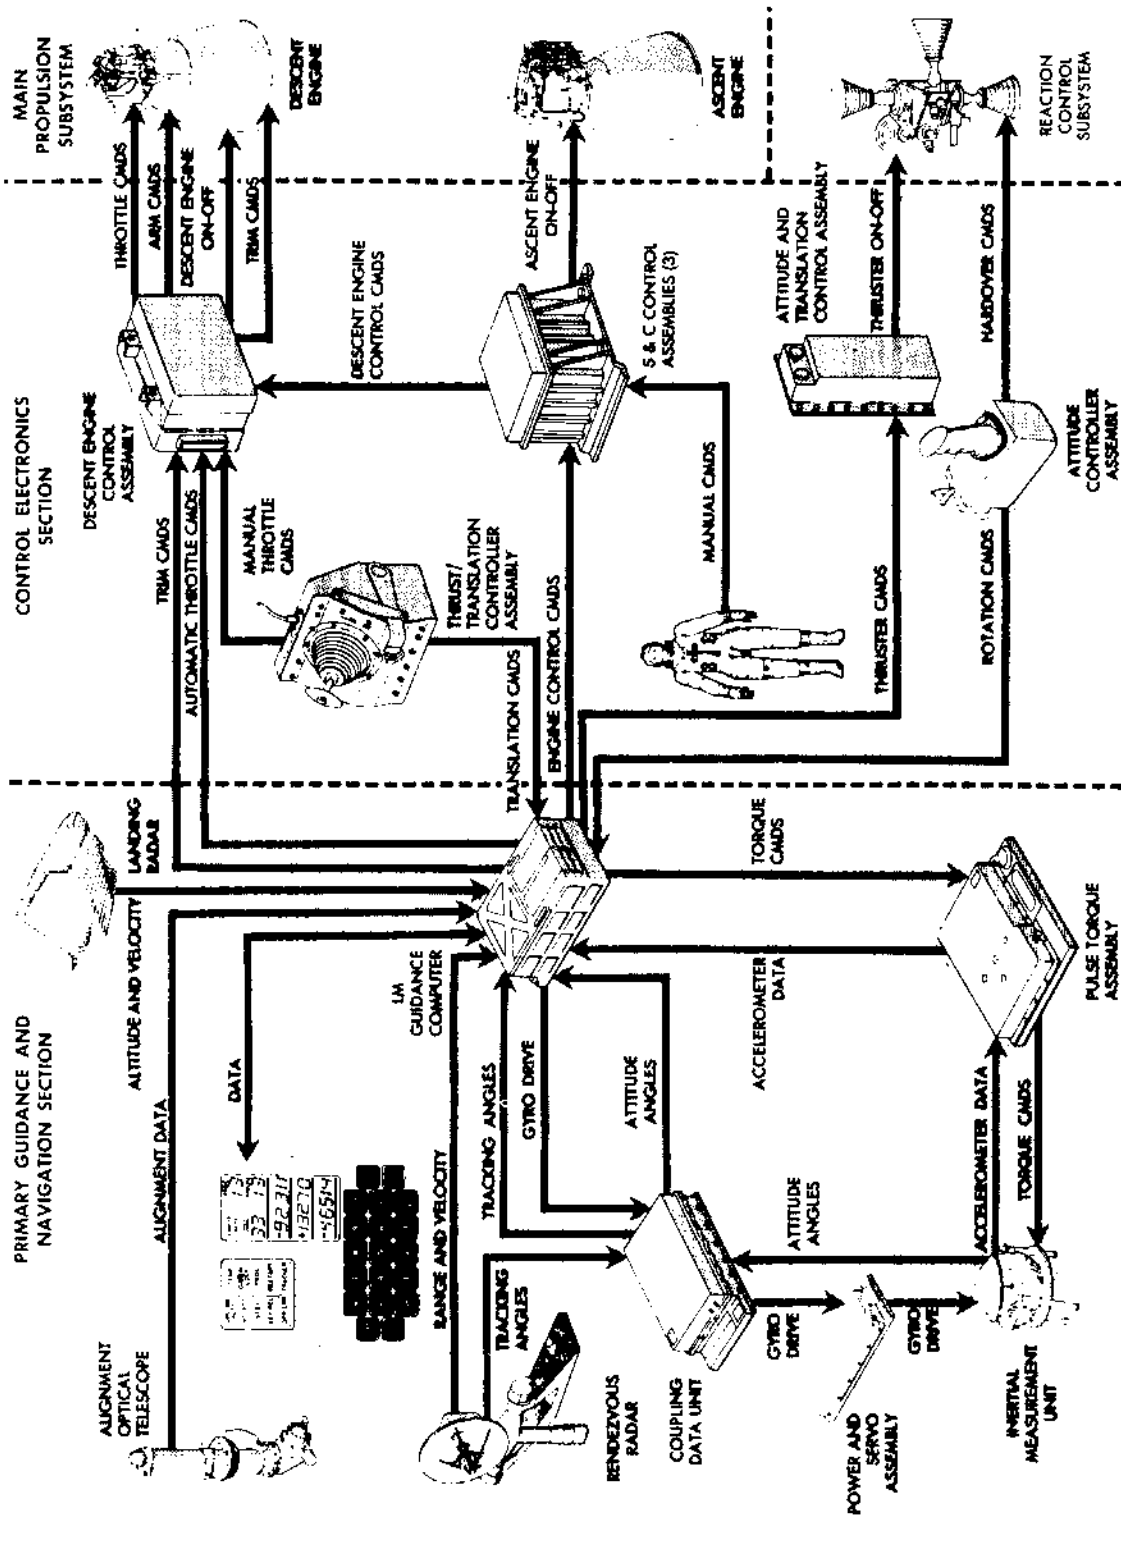 PRIMARY GUIDANCE AND
NAVIGATION SECTION
CONTROL ELECTRONICS
SECTION
MAIN
PROPULSION
SUBSYSTEM
ALIGNMENT
OPTICAL
TELESCOPE
ALIGNMENT DATA
ALTITUDE AND VELOCITY
LANDING
RADAR
DATA
TRIM CMDS
AUTOMATIC THROTTLE CMDS
MANUAL
THROTTLE
CMDS
DESCENT ENGINE
CONTROL
ASSEMBLY
THROTTLE CMDS
ARM CMDS
DESCENT ENGINE
ON-OFF
TRIM CMDS
DESCENT
ENGINE
RANGE AND VELOCITY
TRACKING
ANGLES
TRACKING ANGLES
GYRO DRIVE
ATTITUDE
ANGLES
LM
GUIDANCE
COMPUTER
THRUST/
TRANSLATION
CONTROLLER
ASSEMBLY
TRANSLATION CMDS
ENGINE CONTROL CMDS
DESCENT ENGINE
CONTROL CMDS
ASCENT ENGINE
ON-OFF
S & C CONTROL
ASSEMBLIES (3)
ASCENT
ENGINE
RENDEZVOUS
RADAR
COUPLING
DATA UNIT
MANUAL CMDS
TORQUE
CMDS
ACCELEROMETER
DATA
ATTITUDE
ANGLES
GYRO
DRIVE
POWER AND
SERVO
ASSEMBLY
GYRO
DRIVE
ATTITUDE AND
TRANSLATION
CONTROL ASSEMBLY
THRUSTER CMDS
THRUSTER ON-OFF
ACCELEROMETER DATA
TORQUE CMDS
ROTATION CMDS
HARDOVER CMDS
INERTIAL
MEASUREMENT
UNIT
PULSE TORQUE
ASSEMBLY
ATTITUDE
CONTROLLER
ASSEMBLY
REACTION
CONTROL
SUBSYSTEM